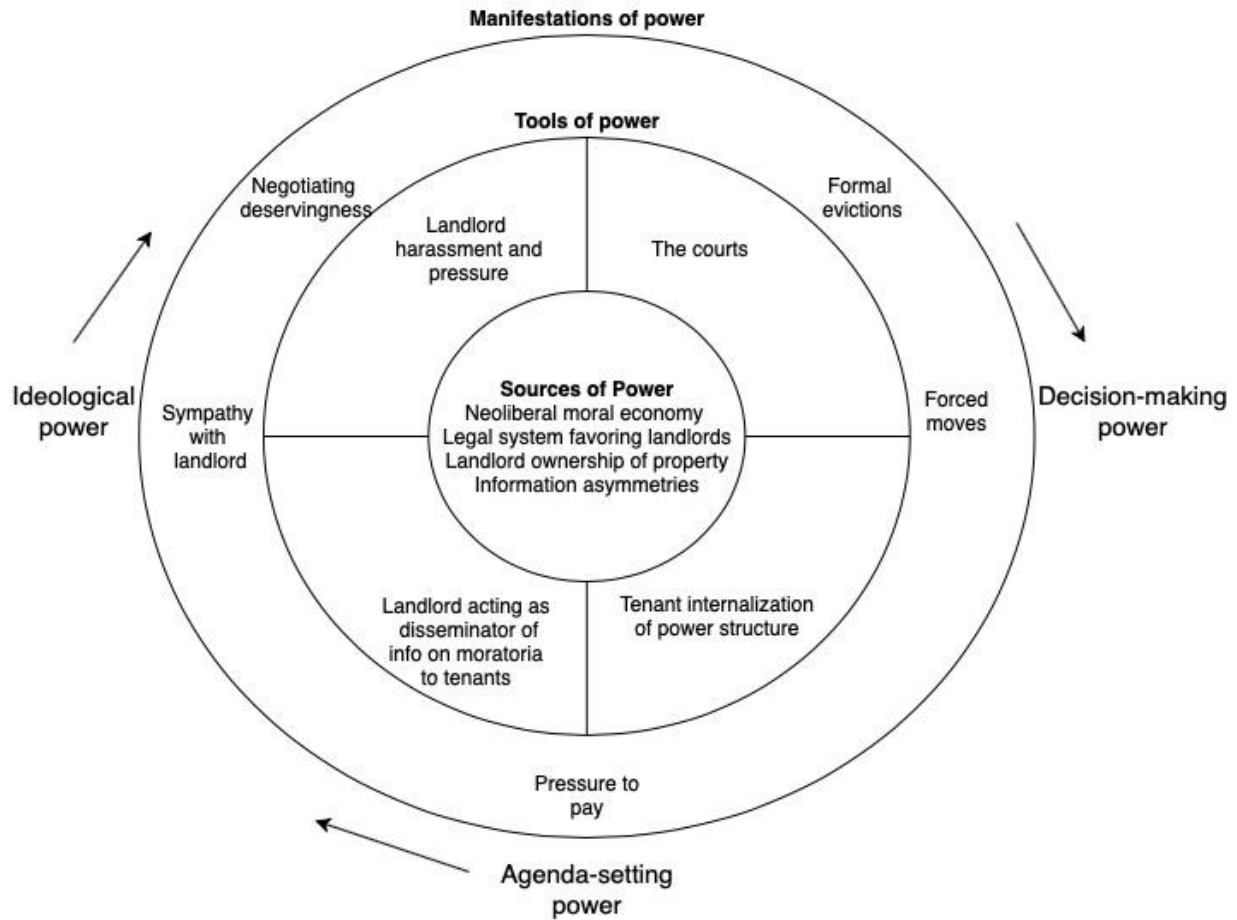 Manifestations of power
Tools of power
Negotiating
deservingness
Formal
evictions
Landlord
harassment and
pressure
The courts
Ideological
power
Sympathy
with
landlord
Sources of Power
Neoliberal moral economy
Legal system favoring landlords
Landlord ownership of property
Information asymmetries
Forced
moves
Decision-making
power
Landlord acting as
disseminator of
info on moratoria
to tenants
Tenant internalization
of power structure
Pressure to
pay
Agenda-setting
power